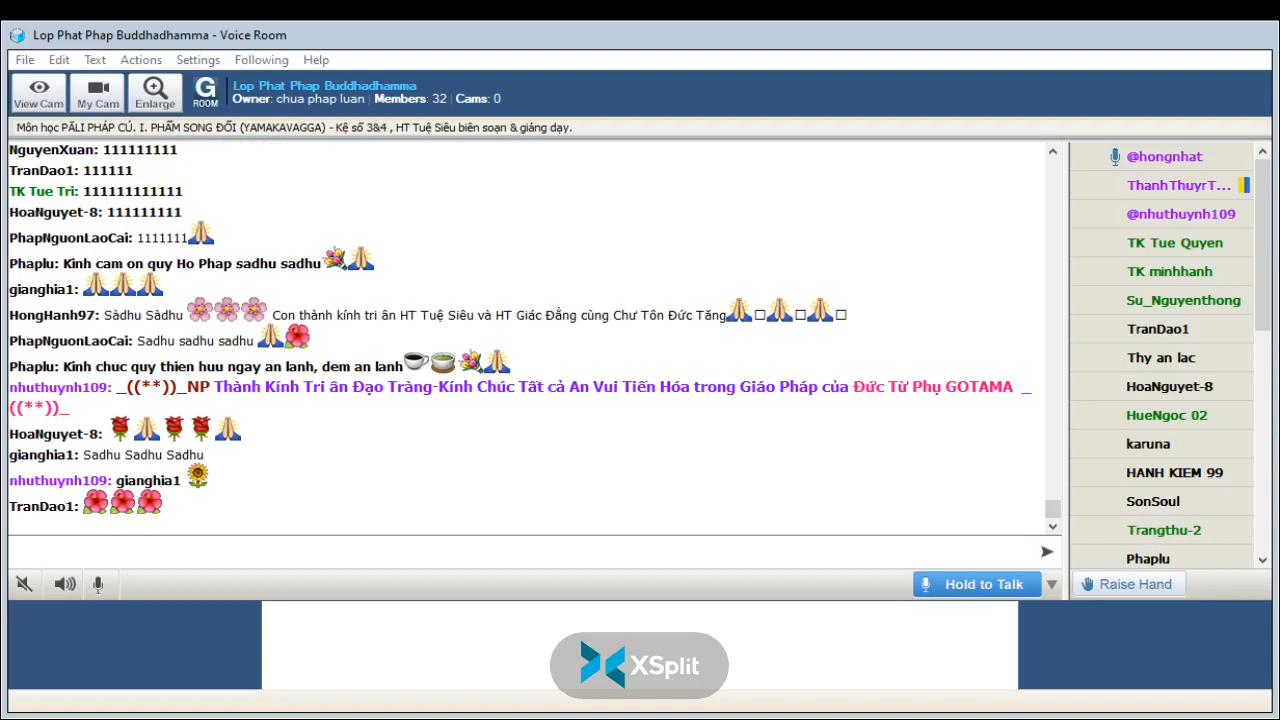 Lop Phat Phap Buddhadhamma - Voice Room
File Edit Text Actions Settings Following Help
View Cam
My Cam
Enlarge
G ROOM
Lop Phat Phap Buddhadhamma
Owner: chua phap luan | Members: 32 | Cams: 0
Môn học PĀLI PHÁP CÚ. I. PHẨM SONG ĐỐI (YAMAKAVAGGA) - Kệ số 3&4 , HT Tuệ Siêu biên soạn & giảng dạy.
NguyenXuan: 111111111
TranDao1: 111111
TK Tue Tri: 111111111111
HoaNguyet-8: 111111111
PhapNguonLaoCai: 1111111
Phaplu: Kinh cam on quy Ho Phap sadhu sadhu
gianghia1:
HongHanh97: Sàdhu Sàdhu Con thành kính tri ân HT Tuệ Siêu và HT Giác Đẳng cùng Chư Tôn Đức Tăng
PhapNguonLaoCai: Sadhu sadhu sadhu
Phaplu: Kinh chuc quy thien huu ngay an lanh, dem an lanh
nhuthuynh109: _((**))_NP Thành Kính Tri ân Đạo Tràng-Kính Chúc Tất cả An Vui Tiến Hóa trong Giáo Pháp của Đức Từ Phụ GOTAMA _
((**))_
HoaNguyet-8:
gianghia1: Sadhu Sadhu Sadhu
nhuthuynh109: gianghia1
TranDao1:
Hold to Talk
@hongnhat
ThanhThuyrT...
@nhuthuynh109
TK Tue Quyen
TK minhhanh
Su_Nguyenthong
TranDao1
Thy an lac
HoaNguyet-8
HueNgoc 02
karuna
HANH KIEM 99
SonSoul
Trangthu-2
Phaplu
Raise Hand
XSplit